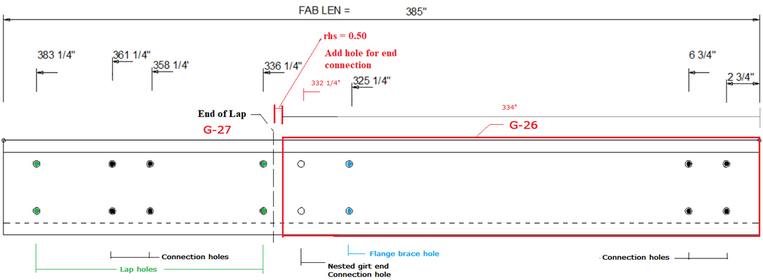 FAB LEN = 385"
rhs = 0.50
Add hole for end
connection
383 1/4"
361 1/4"
358 1/4'
336 1/4"
332 1/4"
325 1/4"
6 3/4"
2 3/4"
334"
End of Lap
G-27
G-26
Connection holes
Lap holes
Nested girt end
Connection hole
Flange brace hole
Connection holes